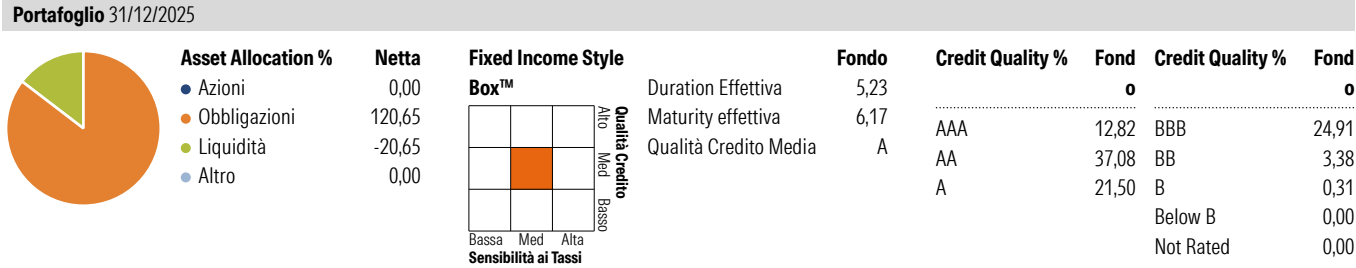 Portafoglio 31/12/2025
Asset Allocation % Netta
Azioni 0,00
Obbligazioni 120,65
Liquidità -20,65
Altro 0,00
Fixed Income Style
Box™
Alto
Med
Basso
Qualità Credito
Bassa Med Alta
Sensibilità ai Tassi
Fondo
Duration Effettiva 5,23
Maturity effettiva 6,17
Qualità Credito Media A
Credit Quality % Fond
o
AAA 12,82
AA 37,08
A 21,50
Credit Quality % Fond
o
BBB 24,91
BB 3,38
B 0,31
Below B 0,00
Not Rated 0,00